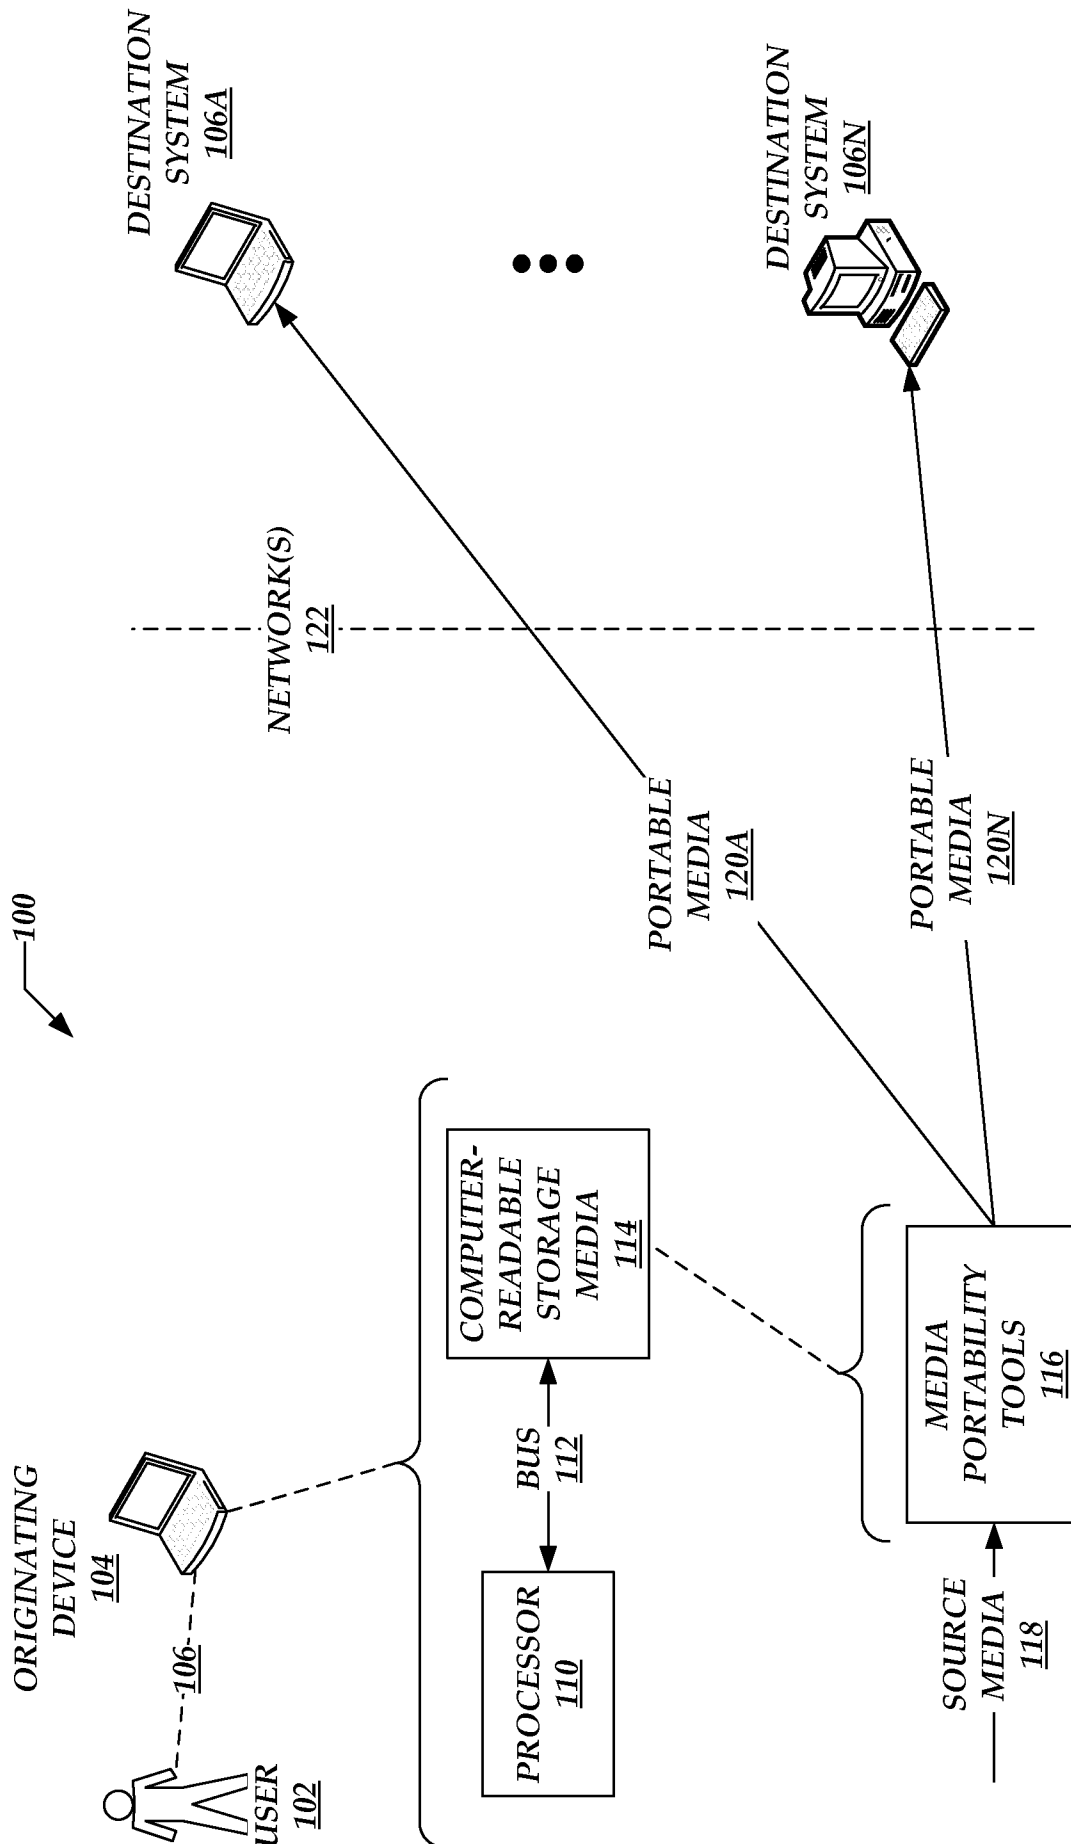 100
ORIGINATING
DEVICE
104
USER
102
106
PROCESSOR
110
BUS
112
COMPUTER-
READABLE
STORAGE
MEDIA
114
SOURCE
MEDIA
118
MEDIA
PORTABILITY
TOOLS
116
PORTABLE
MEDIA
120A
PORTABLE
MEDIA
120N
NETWORK(S)
122
DESTINATION
SYSTEM
106A
DESTINATION
SYSTEM
106N